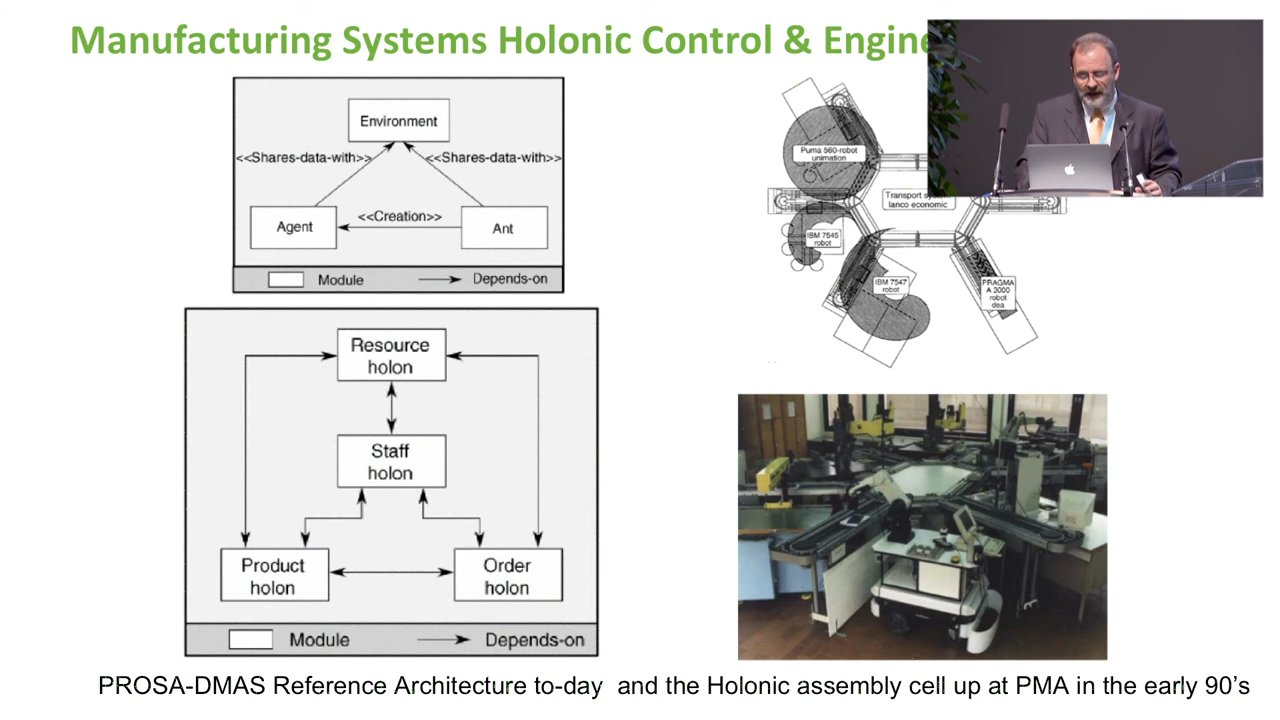 Manufacturing Systems Holonic Control & Engine
Environment
<<Shares-data-with>>
<<Shares-data-with>>
Agent
<<Creation>>
Ant
Module
Depends-on
Resource
holon
Staff
holon
Product
holon
Order
holon
Module
Depends-on
Puma 560-robot
unimation
Transport
lanco economic
IBM 7545
robot
IBM 7547
robot
PRAGMA
A 3000
robot
dea
PROSA-DMAS Reference Architecture to-day and the Holonic assembly cell up at PMA in the early 90's